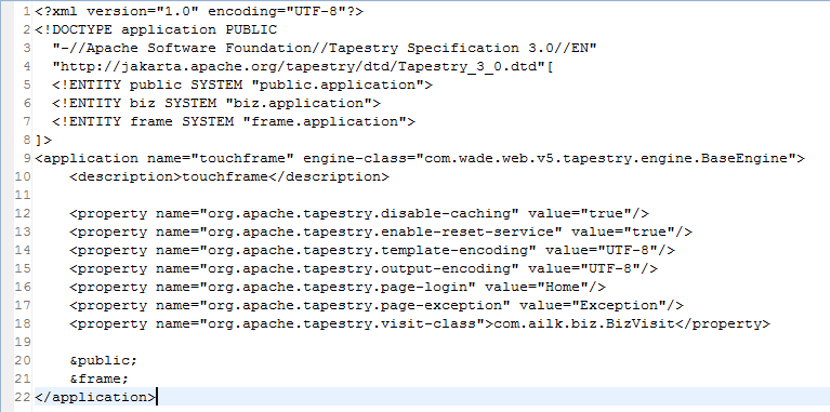 1 <?xml version="1.0" encoding="UTF-8"?>
2 <!DOCTYPE application PUBLIC
3   "-//Apache Software Foundation//Tapestry Specification 3.0//EN"
4   "http://jakarta.apache.org/tapestry/dtd/Tapestry_3_0.dtd"[
5   <!ENTITY public SYSTEM "public.application">
6   <!ENTITY biz SYSTEM "biz.application">
7   <!ENTITY frame SYSTEM "frame.application">
8 ]>
9 <application name="touchframe" engine-class="com.wade.web.v5.tapestry.engine.BaseEngine">
10     <description>touchframe</description>
11
12     <property name="org.apache.tapestry.disable-caching" value="true"/>
13     <property name="org.apache.tapestry.enable-reset-service" value="true"/>
14     <property name="org.apache.tapestry.template-encoding" value="UTF-8"/>
15     <property name="org.apache.tapestry.output-encoding" value="UTF-8"/>
16     <property name="org.apache.tapestry.page-login" value="Home"/>
17     <property name="org.apache.tapestry.page-exception" value="Exception"/>
18     <property name="org.apache.tapestry.visit-class">com.ailk.biz.BizVisit</property>
19
20     &public;
21     &frame;
22 </application>